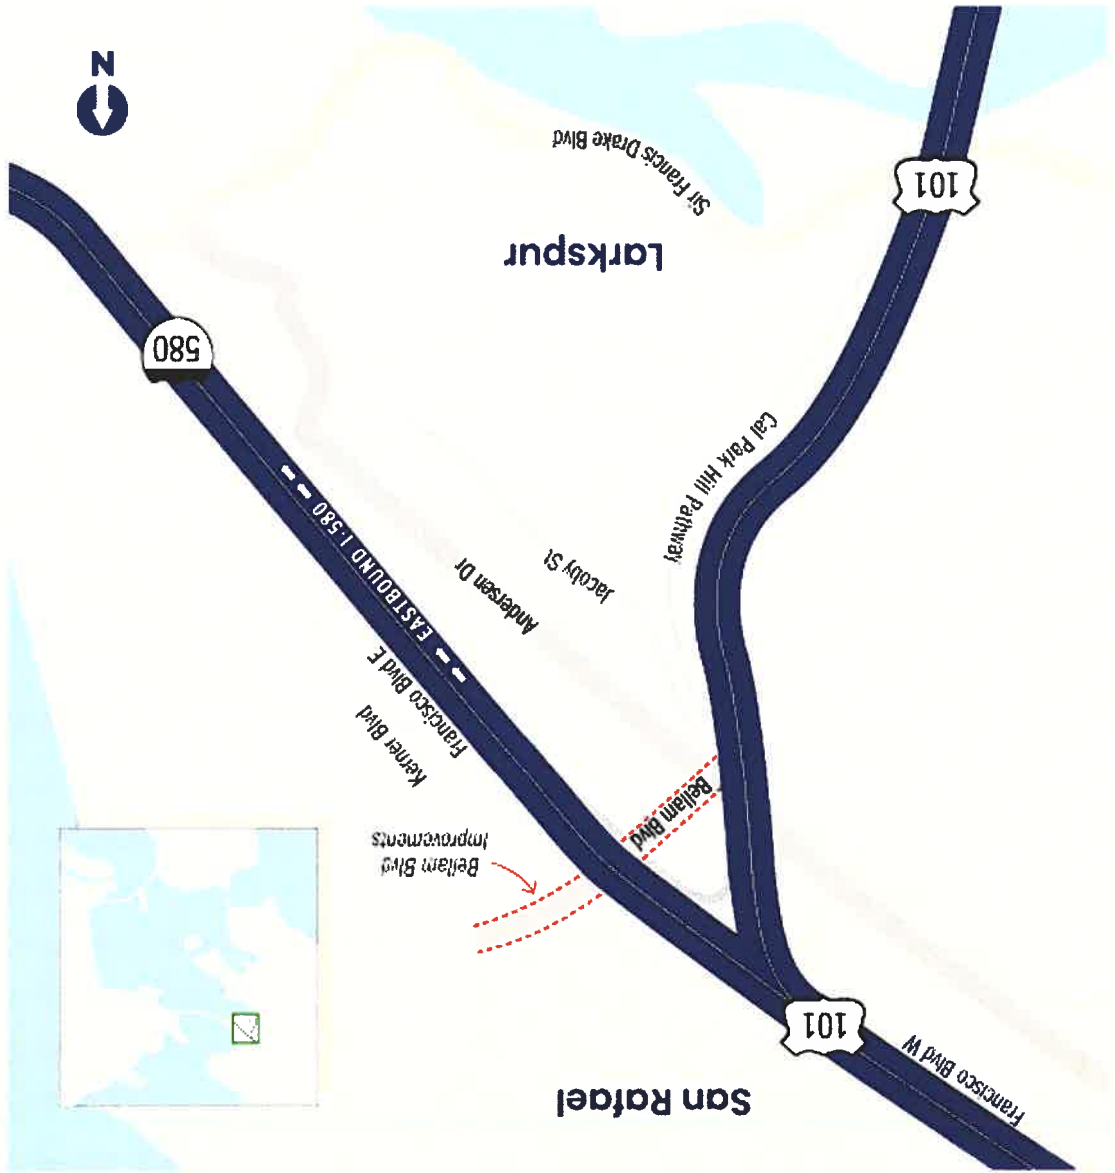 San Rafael
Francisco Blvd W
101
Bellam Blvd
Improvements
Bellam Blvd
Kerner Blvd
Francisco Blvd E
EASTBOUND I-580
Andersen Dr
Jacoby St
Cal Park Hill Pathway
580
Larkspur
101
Sir Francis Drake Blvd
N